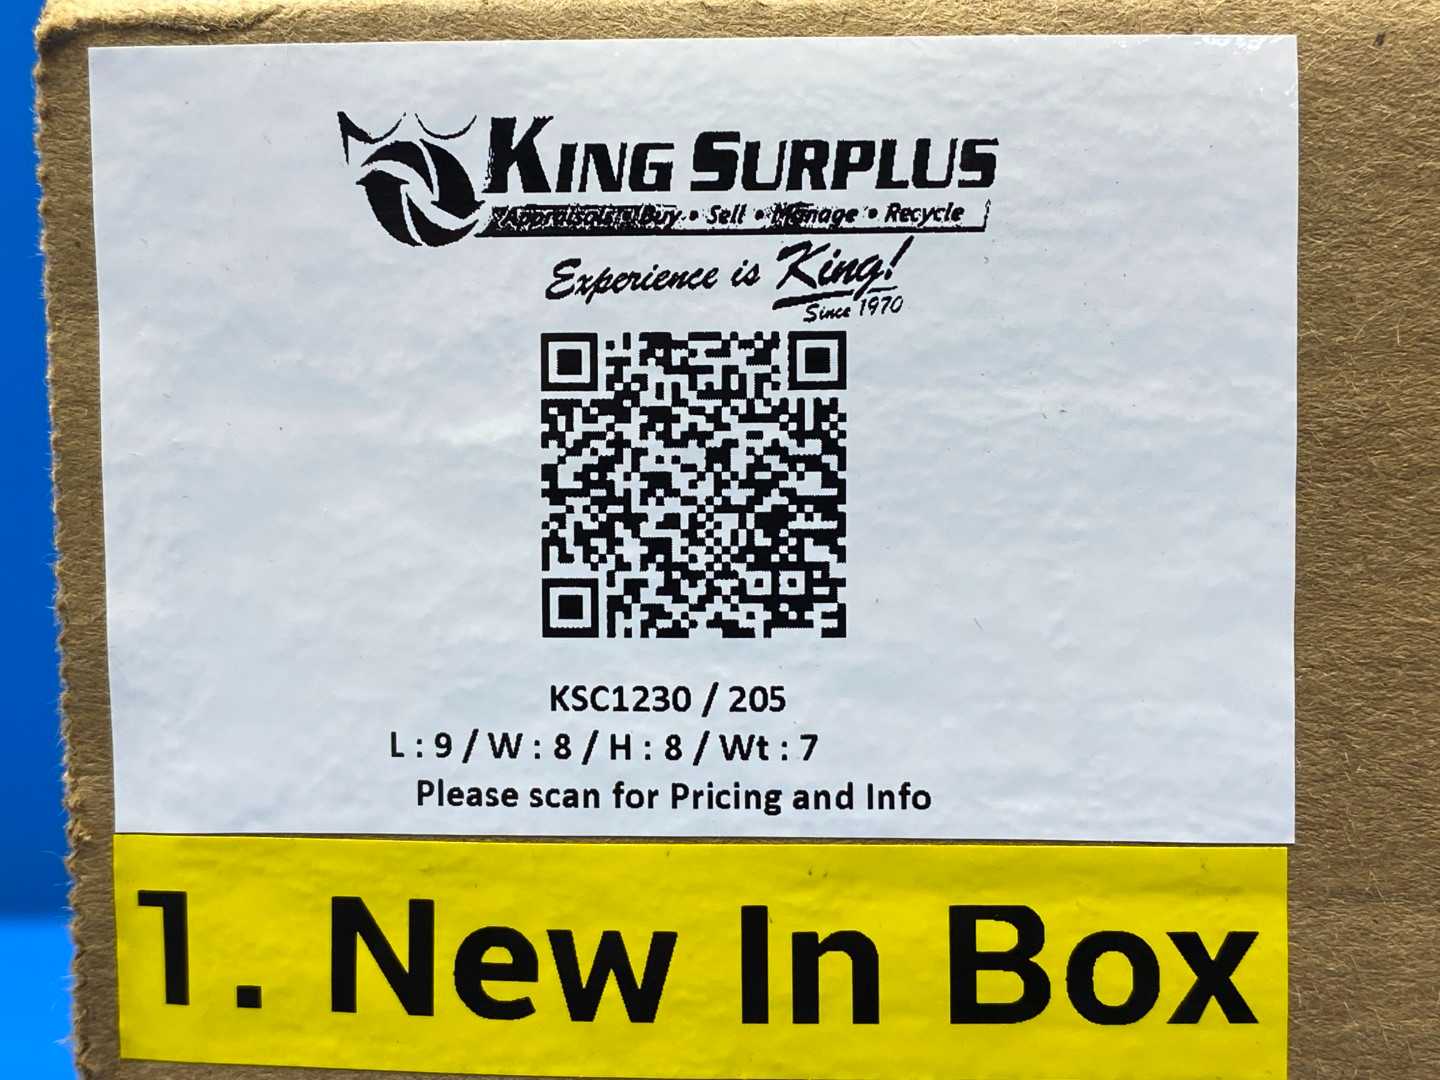 KING SURPLUS
Appraisals • Buy • Sell • Manage • Recycle
Experience is King!
Since 1970
KSC1230 / 205
L : 9 / W : 8 / H : 8 / Wt : 7
Please scan for Pricing and Info
1. New In Box